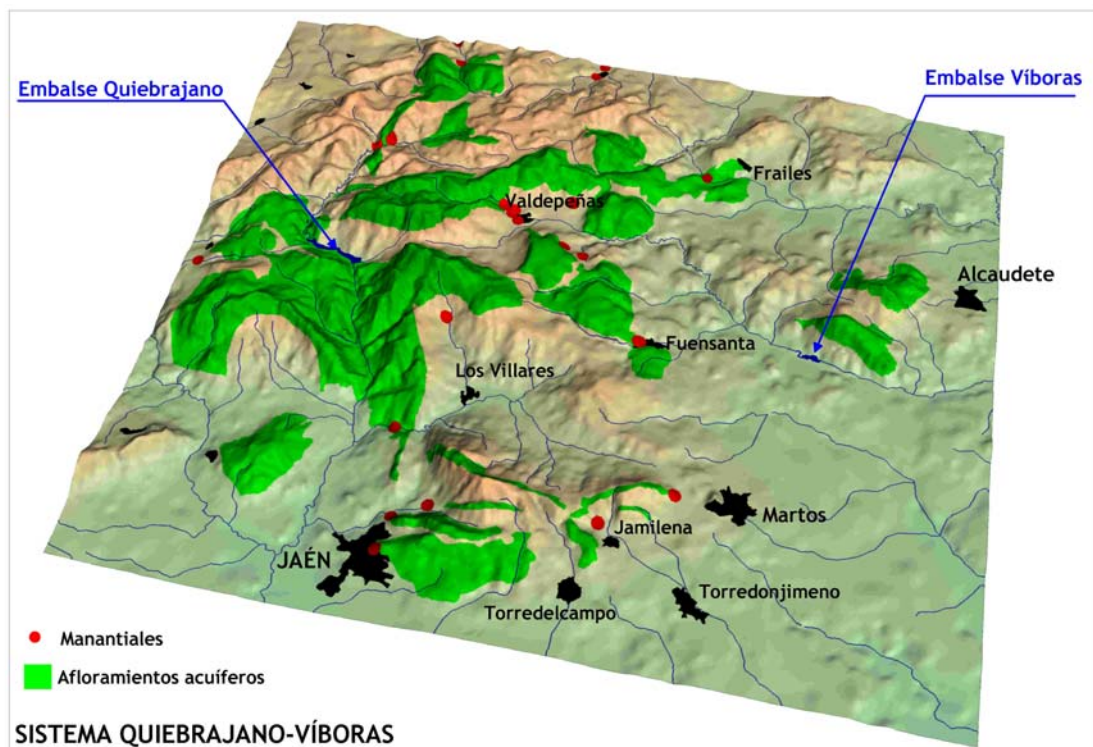 Embalse Quiebrajano
Embalse Víboras
Frailes
Valdepeñas
Alcaudete
Fuensanta
Los Villares
Martos
Jamilena
JAÉN
Torredonjimeno
Torredelcampo
Manantiales
Afloramientos acuíferos
SISTEMA QUIEBRAJANO-VÍBORAS